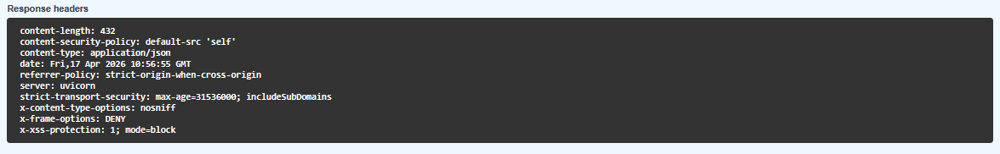 Response headers
content-length: 432
content-security-policy: default-src 'self'
content-type: application/json
date: Fri,17 Apr 2026 10:56:55 GMT
referrer-policy: strict-origin-when-cross-origin
server: uvicorn
strict-transport-security: max-age=31536000; includeSubDomains
x-content-type-options: nosniff
x-frame-options: DENY
x-xss-protection: 1; mode=block